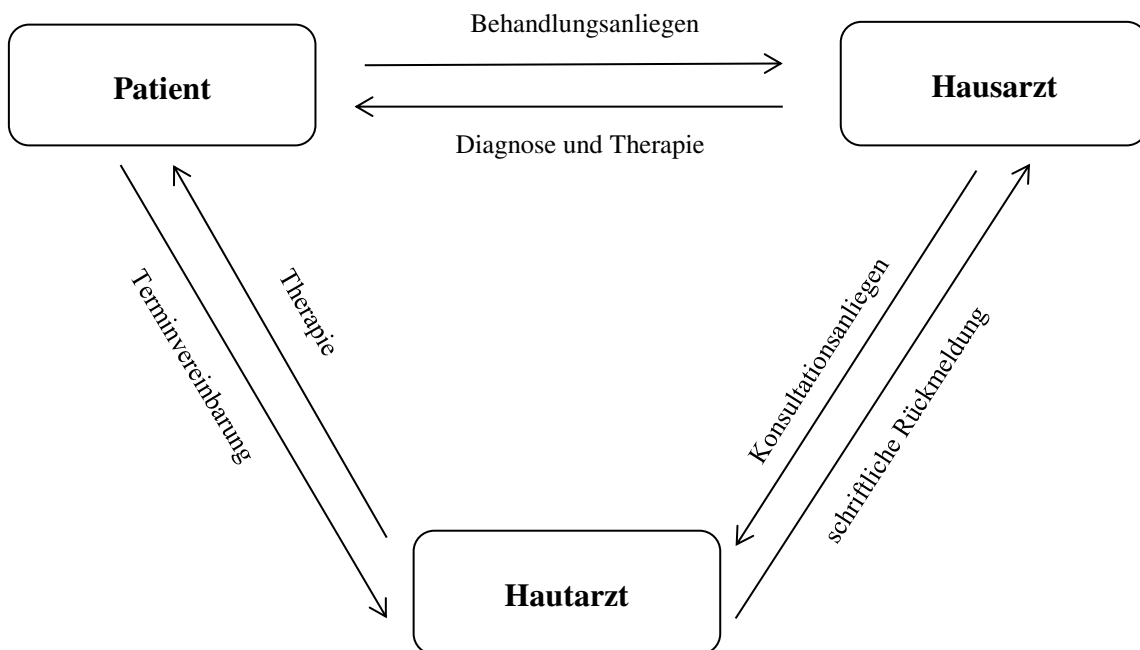 Behandlungsanliegen
Patient
Hausarzt
Diagnose und Therapie
Terminvereinbarung
Therapie
Konsultationsanliegen
schriftliche Rückmeldung
Hautarzt